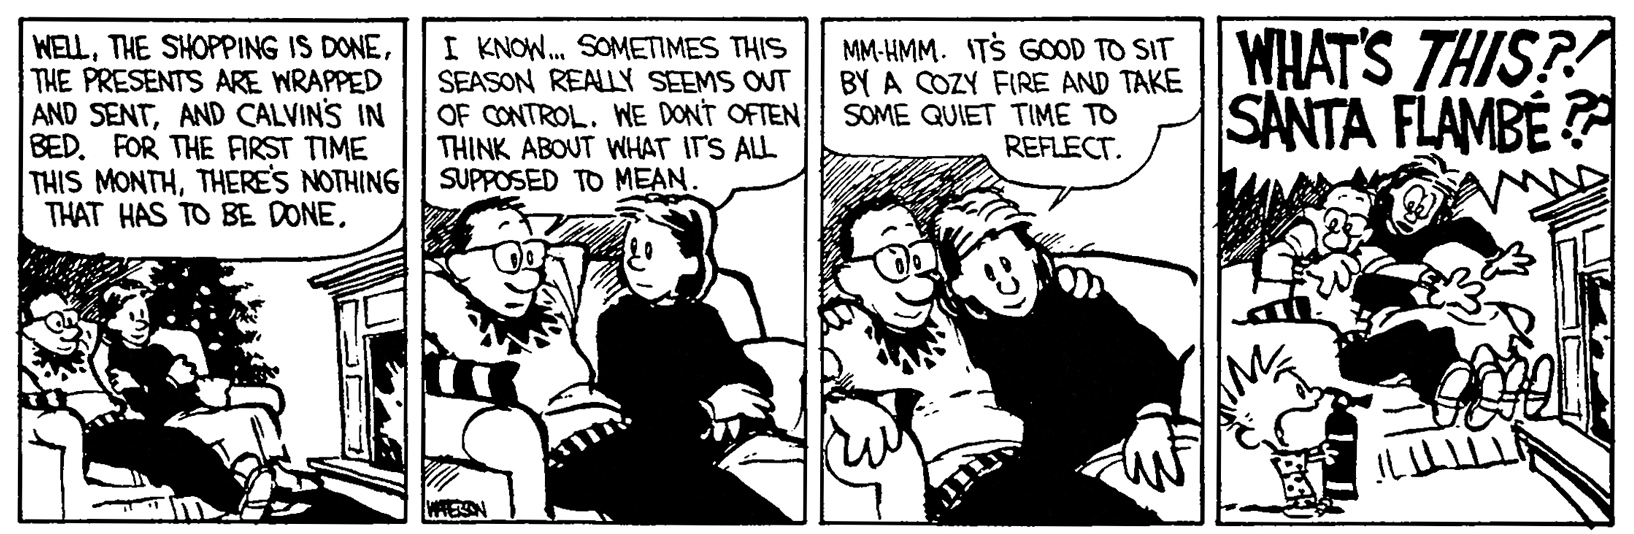 WELL, THE SHOPPING IS DONE,
THE PRESENTS ARE WRAPPED
AND SENT, AND CALVIN'S IN
BED. FOR THE FIRST TIME
THIS MONTH, THERE'S NOTHING
THAT HAS TO BE DONE.
I KNOW... SOMETIMES THIS
SEASON REALLY SEEMS OUT
OF CONTROL. WE DON'T OFTEN
THINK ABOUT WHAT IT'S ALL
SUPPOSED TO MEAN.
WATTERSON
MM-HMM. IT'S GOOD TO SIT
BY A COZY FIRE AND TAKE
SOME QUIET TIME TO
REFLECT.
WHAT'S THIS?!
SANTA FLAMBÉ??